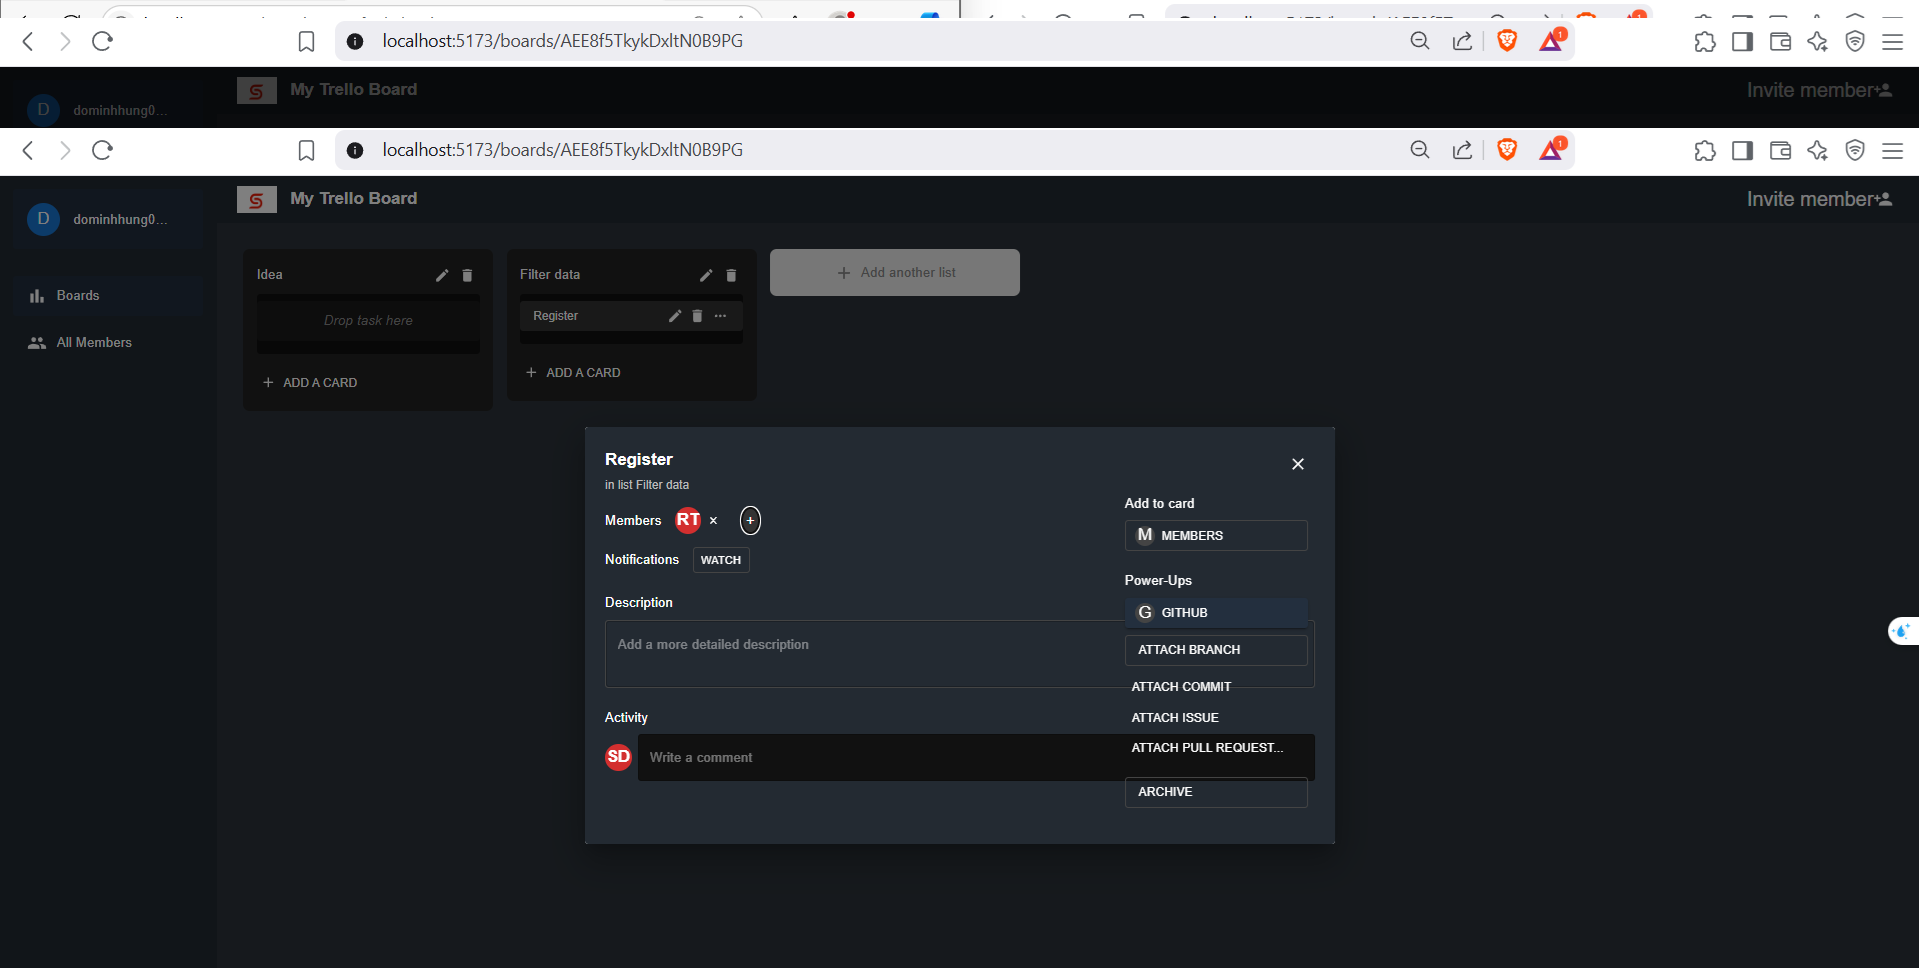 localhost:5173/boards/AEE8f5TkykDxltN0B9PG
1
D
dominhhung0...
S
My Trello Board
Invite member
localhost:5173/boards/AEE8f5TkykDxltN0B9PG
1
D
dominhhung0...
S
My Trello Board
Invite member
Boards
All Members
Idea
Drop task here
+ ADD A CARD
Filter data
Register
+ ADD A CARD
+ Add another list
Register
in list Filter data
Members RT x +
Notifications WATCH
Description
Add a more detailed description
Activity
SD Write a comment
Add to card
M MEMBERS
Power-Ups
G GITHUB
ATTACH BRANCH
ATTACH COMMIT
ATTACH ISSUE
ATTACH PULL REQUEST...
ARCHIVE